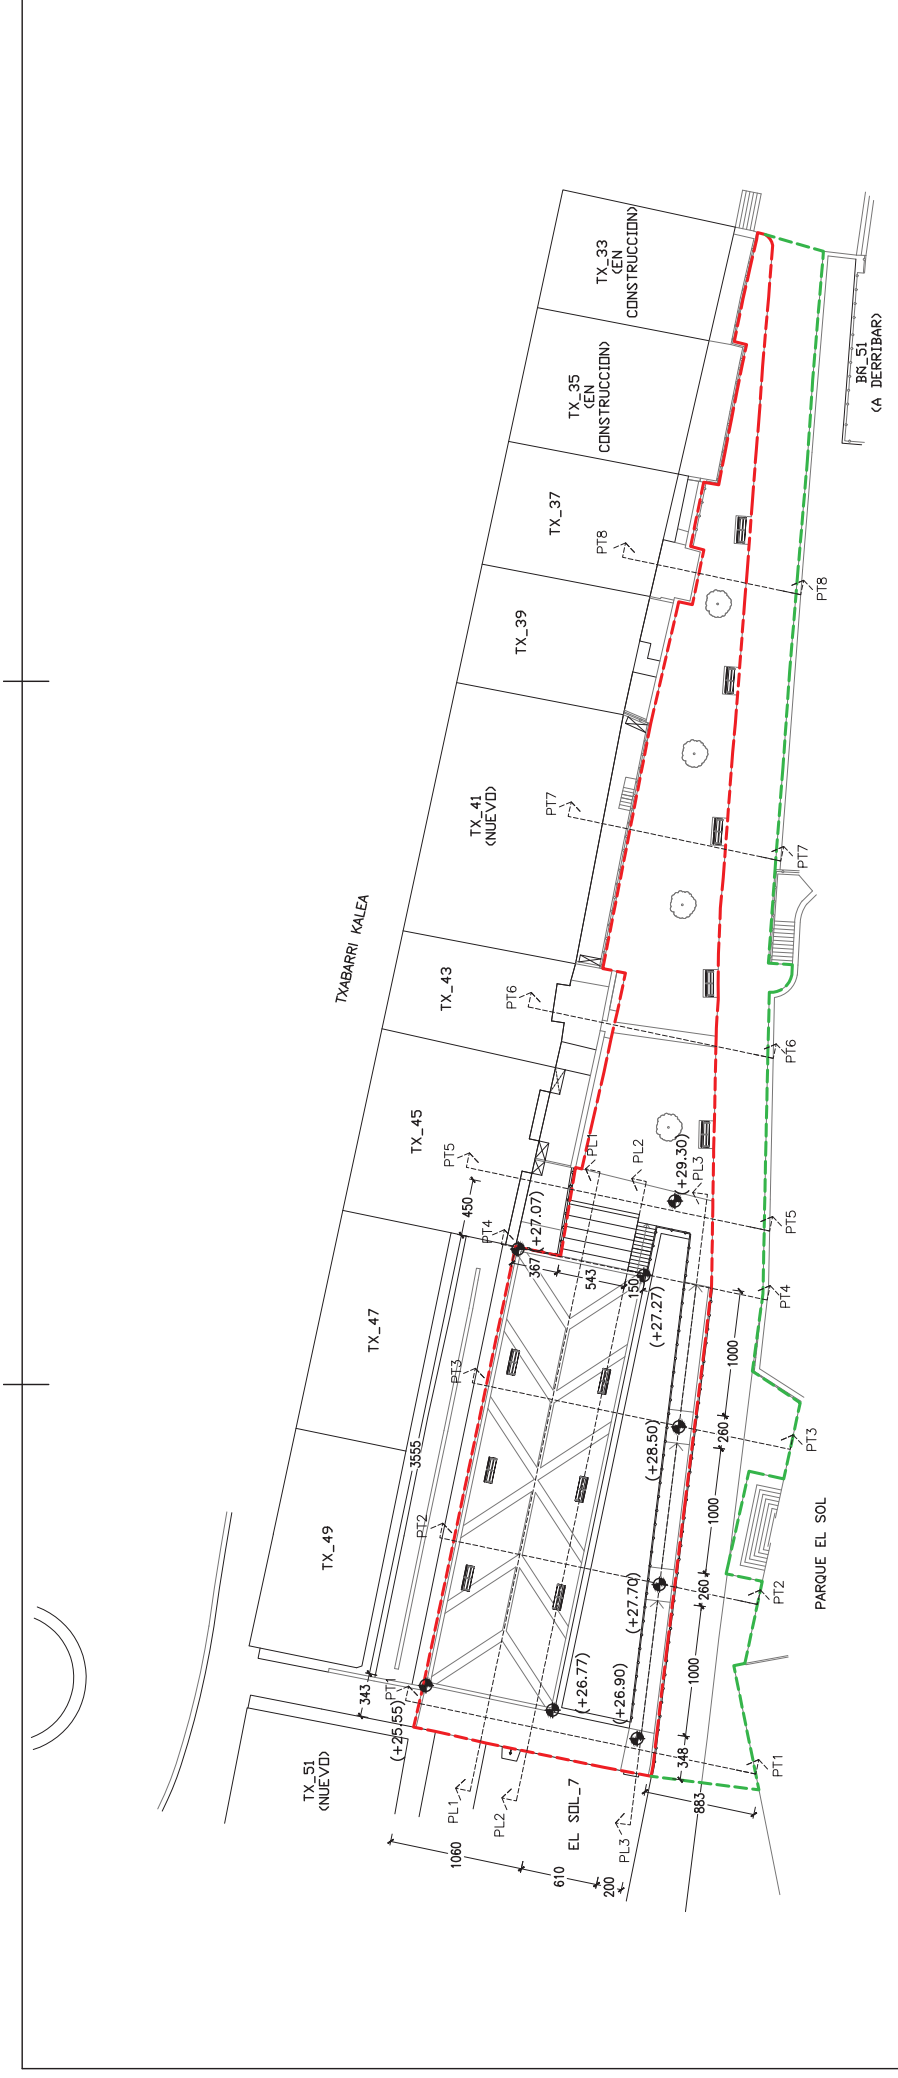 TX_33
(EN
CONSTRUCCION)
TX_35
(EN
CONSTRUCCION)
BÑ_51
(A DERRIBAR)
TX_37
PT8
PT8
TX_39
TX_41
(NUEVO)
PT7
PT7
TXABARRI KALEA
TX_43
PT6
PT6
TX_45
PT5
PL1
PL2
PL3
(+29.30)
450
PT4
(+27.07)
PT5
367
543
150
(+27.27)
PT4
TX_47
PT3
1000
3555
(+28.50)
260
PT3
TX_49
PT2
1000
PARQUE EL SOL
(+27.70)
260
PT2
343
PT1
(+26.77)
(+26.90)
1000
(+25.55)
348
PT1
TX_51
(NUEVO)
PL1
PL2
EL SOL_7
PL3
883
1060
610
200